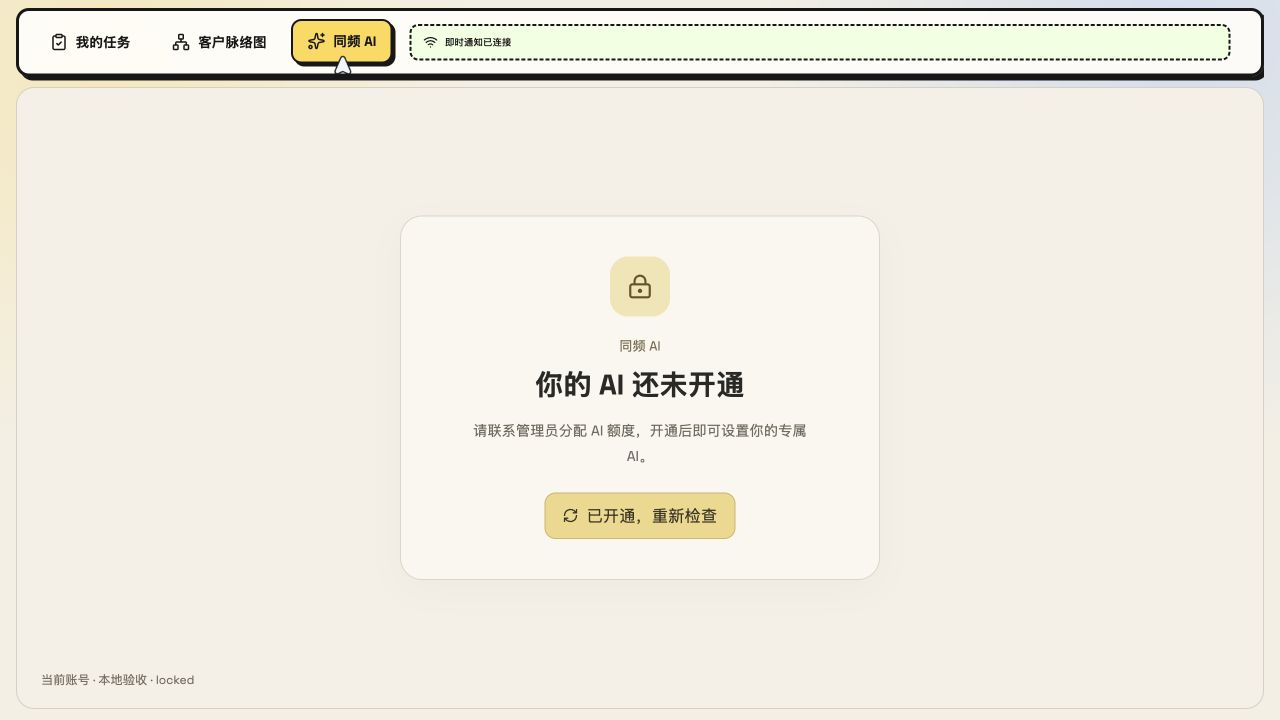 我的任务
客户脉络图
同频 AI
即时通知已连接
同频 AI
你的 AI 还未开通
请联系管理员分配 AI 额度，开通后即可设置你的专属
AI。
已开通，重新检查
当前账号 · 本地验收 · locked